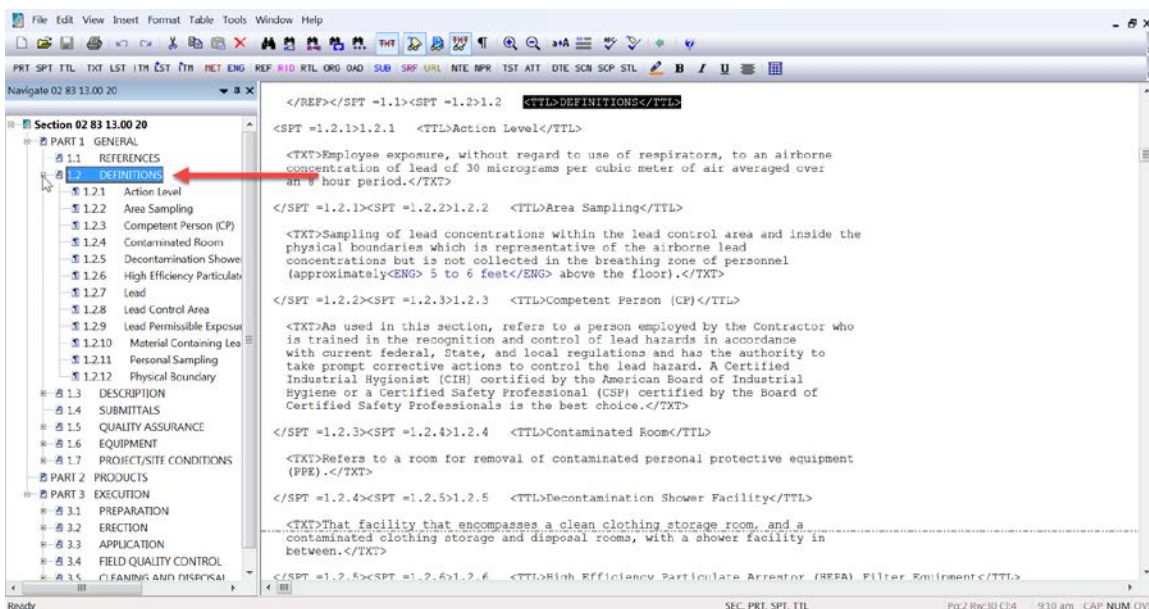 File Edit View Insert Format Table Tools Window Help
PRT SPT TTL TXT LST ITM LST ITM MET ENG REF RID RTL ORG OAD SUB SRF URL NTE NPR TST ATT DTE SCN SCP STL B I U
Navigate 02 83 13.00 20
Section 02 83 13.00 20
PART 1 GENERAL
1.1 REFERENCES
1.2 DEFINITIONS
1.2.1 Action Level
1.2.2 Area Sampling
1.2.3 Competent Person (CP)
1.2.4 Contaminated Room
1.2.5 Decontamination Showe
1.2.6 High Efficiency Particulat
1.2.7 Lead
1.2.8 Lead Control Area
1.2.9 Lead Permissible Exposur
1.2.10 Material Containing Lea
1.2.11 Personal Sampling
1.2.12 Physical Boundary
1.3 DESCRIPTION
1.4 SUBMITTALS
1.5 QUALITY ASSURANCE
1.6 EQUIPMENT
1.7 PROJECT/SITE CONDITIONS
PART 2 PRODUCTS
PART 3 EXECUTION
3.1 PREPARATION
3.2 ERECTION
3.3 APPLICATION
3.4 FIELD QUALITY CONTROL
3.5 CLEANING AND DISPOSAL
</REF></SPT =1.1><SPT =1.2>1.2 <TTL>DEFINITIONS</TTL>
<SPT =1.2.1>1.2.1 <TTL>Action Level</TTL>
<TXT>Employee exposure, without regard to use of respirators, to an airborne
concentration of lead of 30 micrograms per cubic meter of air averaged over
an 8 hour period.</TXT>
</SPT =1.2.1><SPT =1.2.2>1.2.2 <TTL>Area Sampling</TTL>
<TXT>Sampling of lead concentrations within the lead control area and inside the
physical boundaries which is representative of the airborne lead
concentrations but is not collected in the breathing zone of personnel
(approximately<ENG> 5 to 6 feet</ENG> above the floor).</TXT>
</SPT =1.2.2><SPT =1.2.3>1.2.3 <TTL>Competent Person (CP)</TTL>
<TXT>As used in this section, refers to a person employed by the Contractor who
is trained in the recognition and control of lead hazards in accordance
with current federal, State, and local regulations and has the authority to
take prompt corrective actions to control the lead hazard. A Certified
Industrial Hygienist (CIH) certified by the American Board of Industrial
Hygiene or a Certified Safety Professional (CSP) certified by the Board of
Certified Safety Professionals is the best choice.</TXT>
</SPT =1.2.3><SPT =1.2.4>1.2.4 <TTL>Contaminated Room</TTL>
<TXT>Refers to a room for removal of contaminated personal protective equipment
(PPE).</TXT>
</SPT =1.2.4><SPT =1.2.5>1.2.5 <TTL>Decontamination Shower Facility</TTL>
<TXT>That facility that encompasses a clean clothing storage room, and a
contaminated clothing storage and disposal rooms, with a shower facility in
between.</TXT>
</SPT =1.2.5><SPT =1.2.6>1.2.6 <TTL>High Efficiency Particulate Arrestor (HEPA) Filter Equipment</TTL>
Ready SEC, PRT, SPT, TTL Pg:2 Rw:30 Cl:4 9:10 am CAP NUM OV